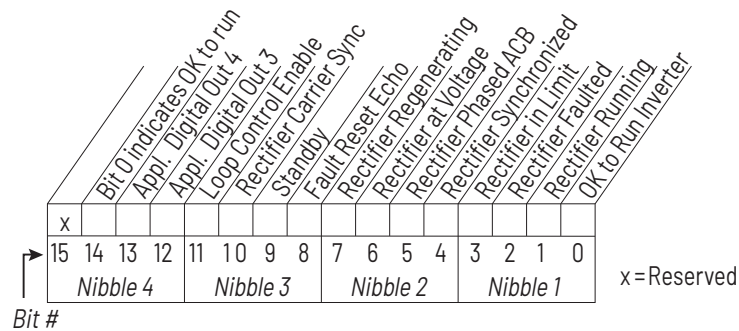 Bit 0 indicates OK to run
Appl. Digital Out 4
Appl. Digital Out 3
Loop Control Enable
Rectifier Carrier Sync
Standby
Fault Reset Echo
Rectifier Regenerating
Rectifier at Voltage
Rectifier Phased ACB
Rectifier Synchronized
Rectifier in Limit
Rectifier Faulted
Rectifier Running
OK to Run Inverter
x
15 14 13 12 11 10 9 8 7 6 5 4 3 2 1 0
Nibble 4 Nibble 3 Nibble 2 Nibble 1
x=Reserved
Bit #